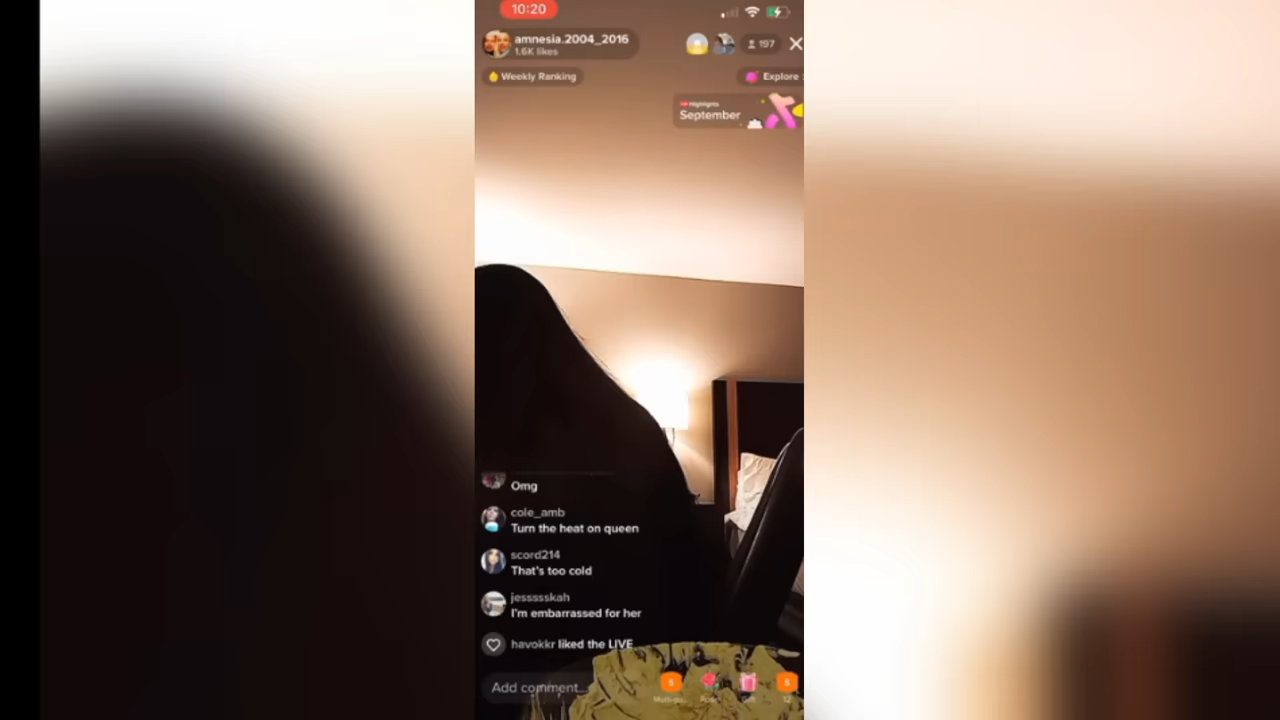 10:20
amnesia.2004_2016
1.6K likes
197
Weekly Ranking
Explore
Highlights
September
Omg
cole_amb
Turn the heat on queen
scord214
That's too cold
jessssskah
I'm embarrassed for her
havokkr liked the LIVE
Add comment...
S
S